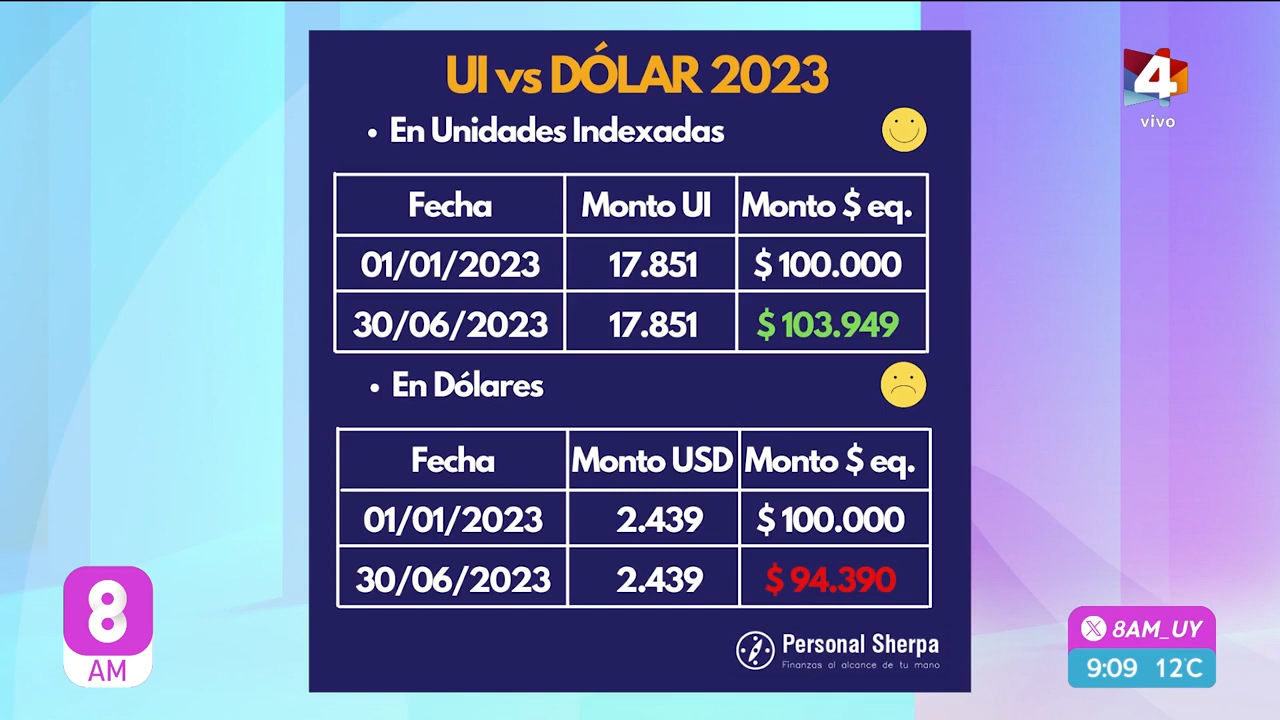 UI vs DÓLAR 2023
• En Unidades Indexadas
Fecha Monto UI Monto $ eq.
01/01/2023 17.851 $ 100.000
30/06/2023 17.851 $ 103.949
• En Dólares
Fecha Monto USD Monto $ eq.
01/01/2023 2.439 $ 100.000
30/06/2023 2.439 $ 94.390
Personal Sherpa
Finanzas al alcance de tu mano
4
vivo
8
AM
X 8AM_UY
9:09 12°C